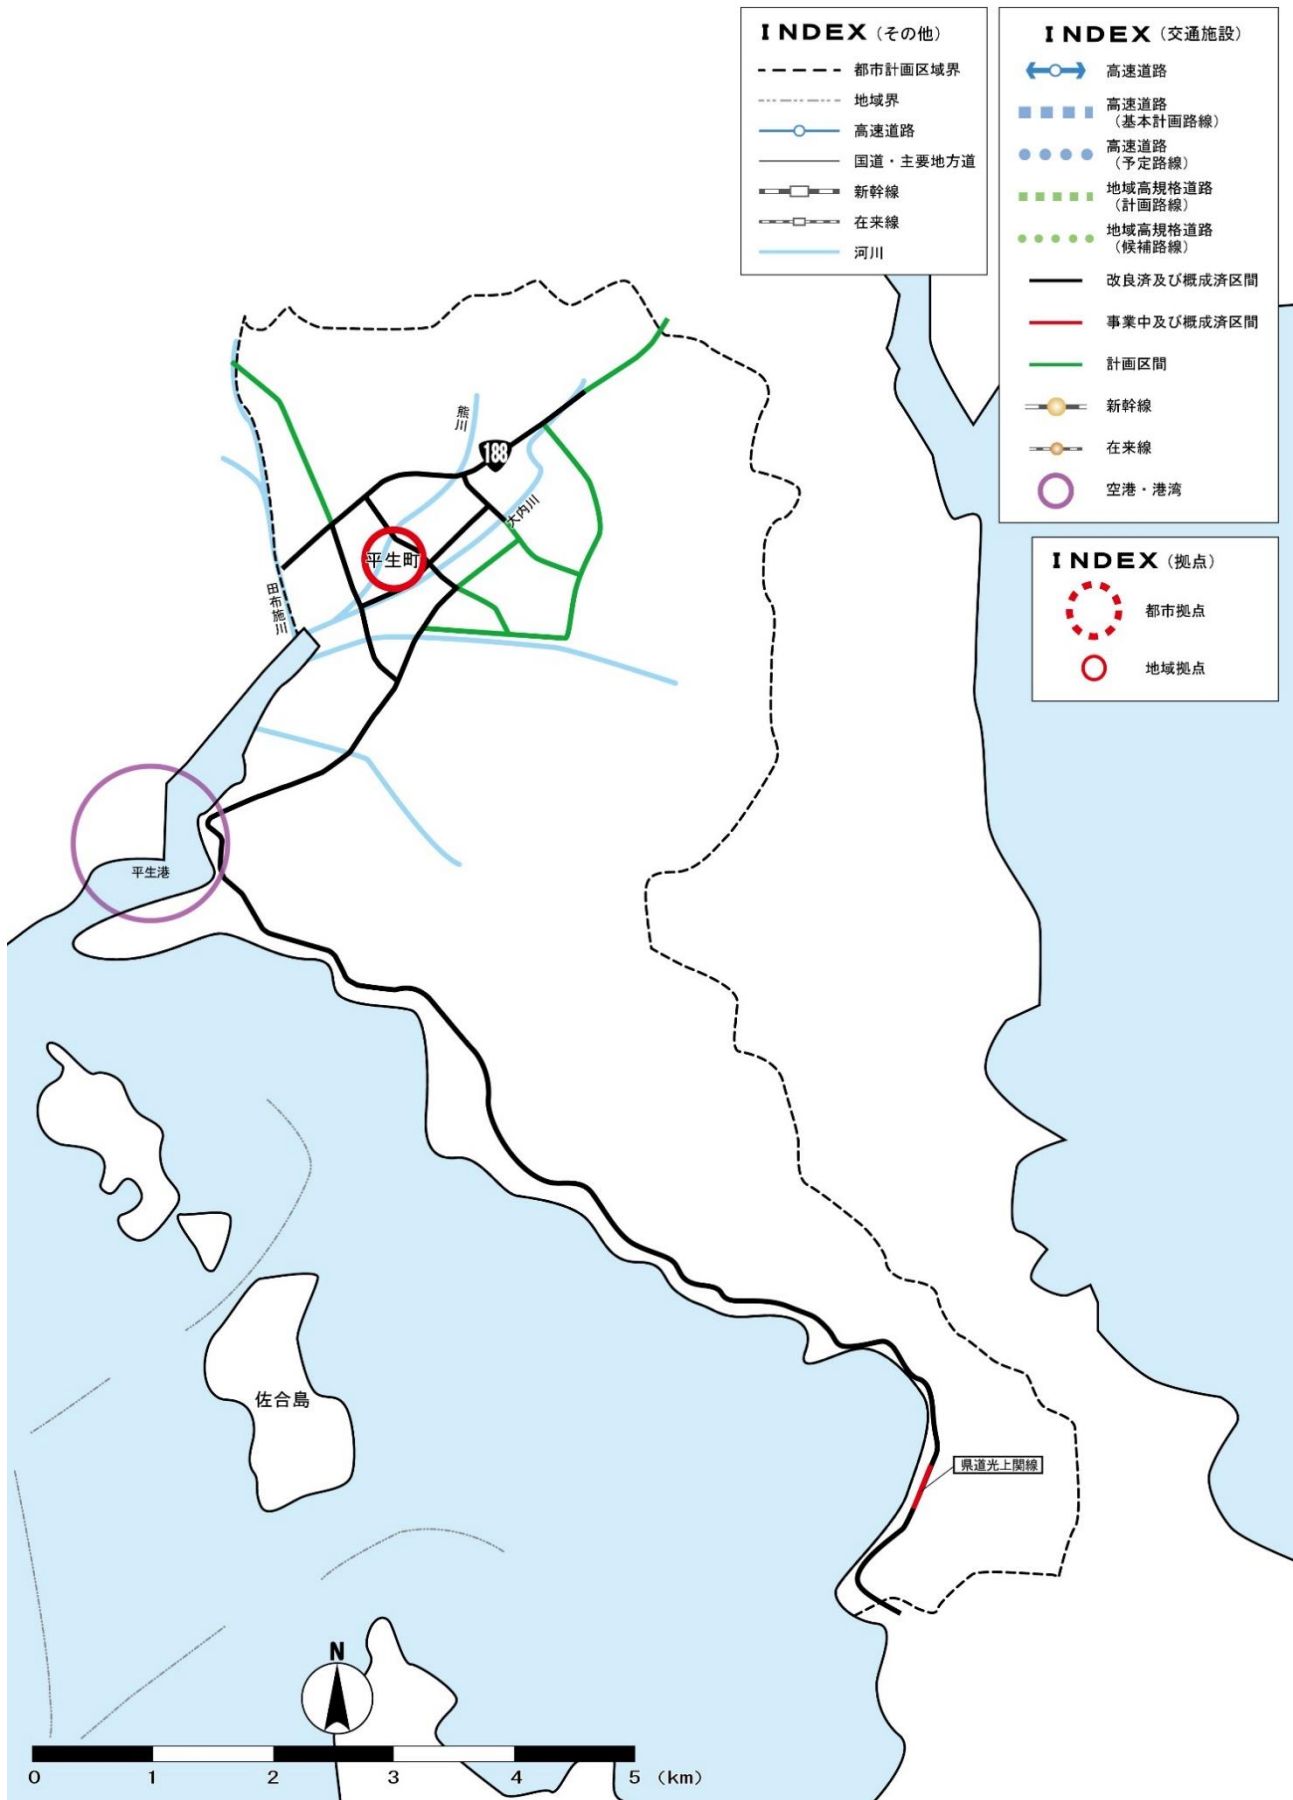 INDEX（その他）
都市計画区域界
地域界
高速道路
国道・主要地方道
新幹線
在来線
河川
INDEX（交通施設）
高速道路
高速道路
（基本計画路線）
高速道路
（予定路線）
地域高規格道路
（計画路線）
地域高規格道路
（候補路線）
改良済及び概成済区間
事業中及び概成済区間
計画区間
新幹線
在来線
空港・港湾
INDEX（拠点）
都市拠点
地域拠点
熊川
188
大内川
平生町
田布施川
平生港
佐合島
県道光上関線
N
0 1 2 3 4 5 (km)